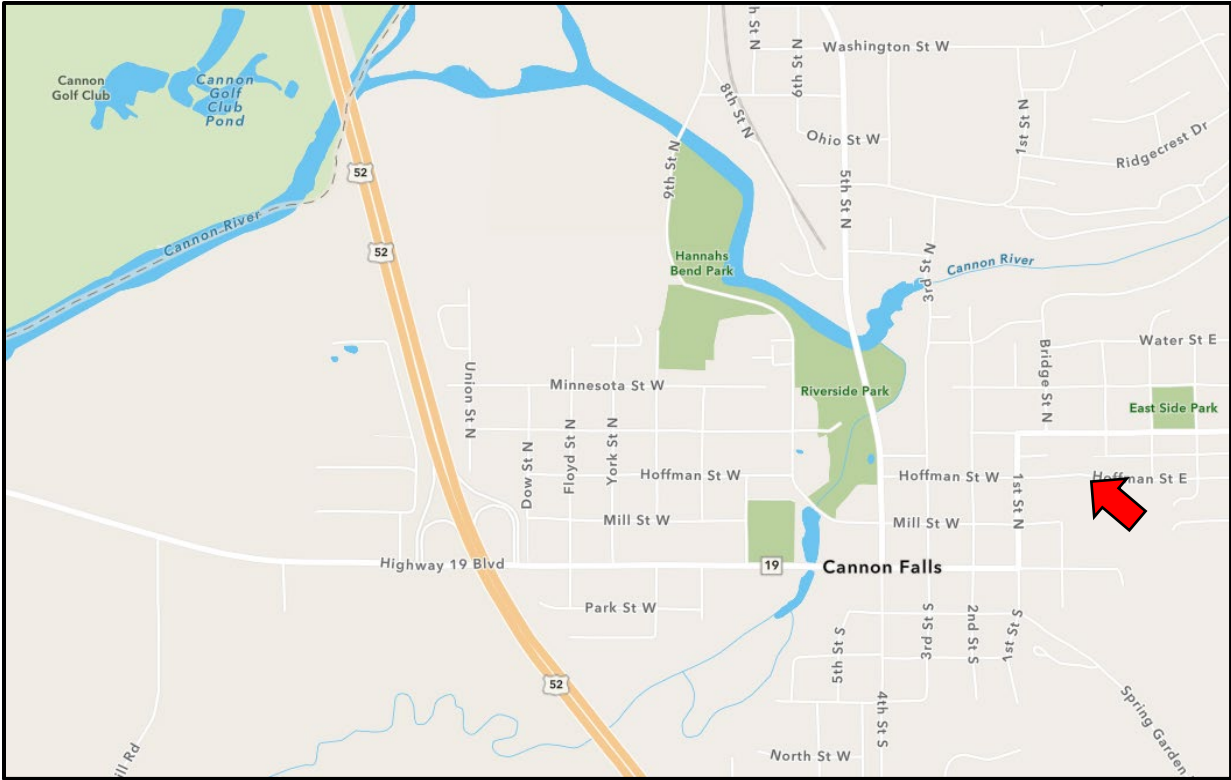 Washington St W
h St N
6th St N
Cannon
Golf Club
Cannon
Golf
Club
Pond
8th St N
1st St N
Ohio St W
Ridgecrest Dr
52
9th St N
5th St N
Cannon River
52
Hannahs
Bend Park
3rd St N
Cannon River
Bridge St N
Water St E
Union St N
Minnesota St W
Riverside Park
East Side Park
Dow St N
Floyd St N
York St N
Hoffman St W
Hoffman St W
1st St N
Hoffman St E
Mill St W
Mill St W
Highway 19 Blvd
19
Cannon Falls
Park St W
5th St S
3rd St S
2nd St S
1st St S
52
4th St S
Spring Garden
ill Rd
North St W